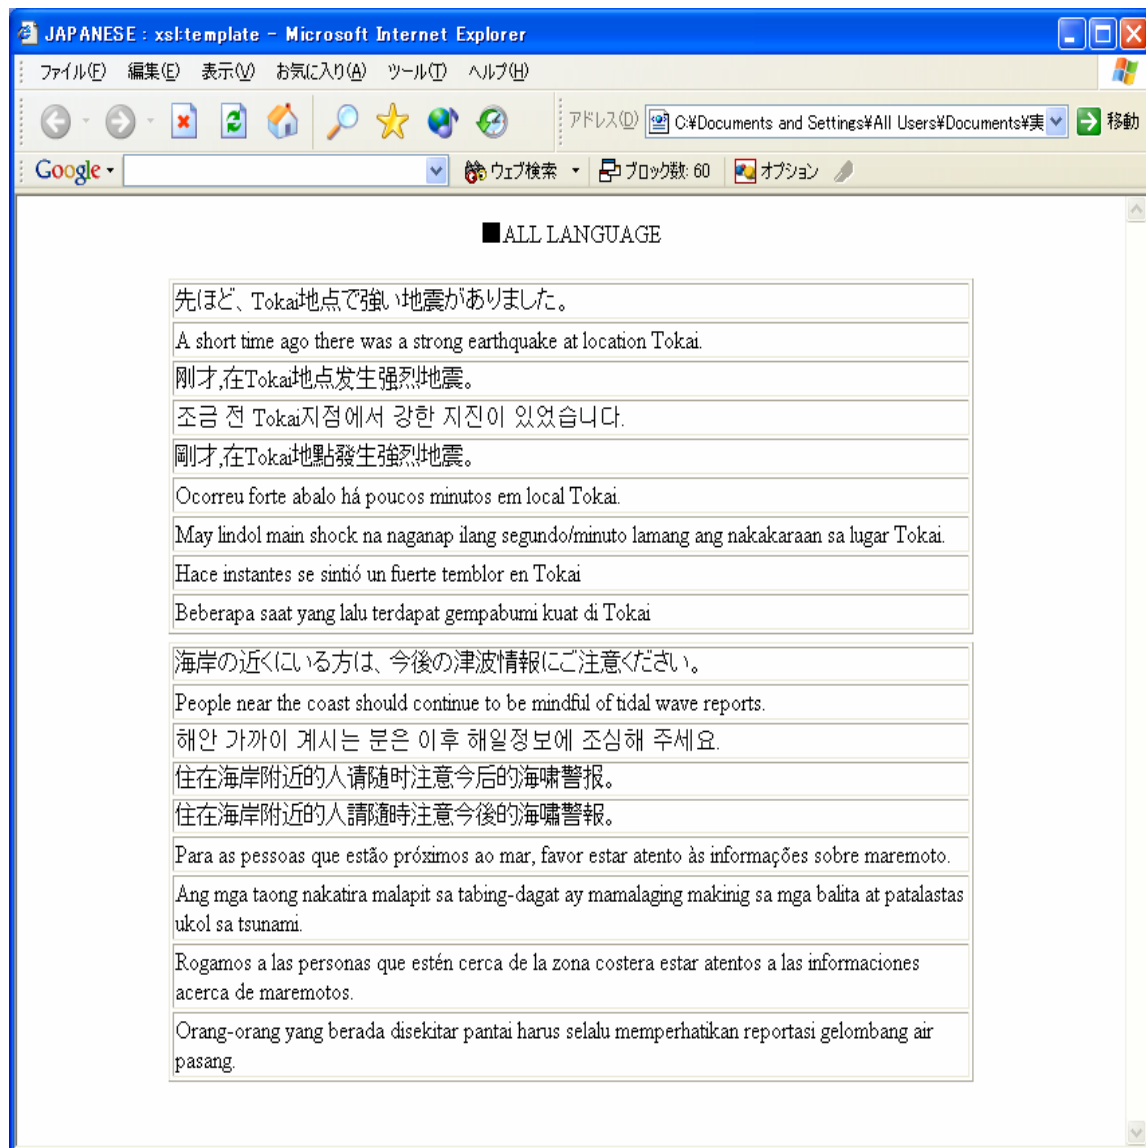 JAPANESE : xsl:template - Microsoft Internet Explorer
ファイル(F) 編集(E) 表示(V) お気に入り(A) ツール(T) ヘルプ(H)
アドレス(D) C:¥Documents and Settings¥All Users¥Documents¥実 移動
Google ウェブ検索 ブロック数: 60 オプション
■ALL LANGUAGE
先ほど、Tokai地点で強い地震がありました。
A short time ago there was a strong earthquake at location Tokai.
刚才,在Tokai地点发生强烈地震。
조금 전 Tokai지점에서 강한 지진이 있었습니다.
剛才,在Tokai地點發生強烈地震。
Ocorreu forte abalo há poucos minutos em local Tokai.
May lindol main shock na naganap ilang segundo/minuto lamang ang nakakaraan sa lugar Tokai.
Hace instantes se sintió un fuerte temblor en Tokai
Beberapa saat yang lalu terdapat gempabumi kuat di Tokai
海岸の近くにいる方は、今後の津波情報にご注意ください。
People near the coast should continue to be mindful of tidal wave reports.
해안 가까이 계시는 분은 이후 해일정보에 조심해 주세요.
住在海岸附近的人请随时注意今后的海啸警报。
住在海岸附近的人請隨時注意今後的海嘯警報。
Para as pessoas que estão próximos ao mar, favor estar atento às informações sobre maremoto.
Ang mga taong nakatira malapit sa tabing-dagat ay mamalaging makinig sa mga balita at patalastas
ukol sa tsunami.
Rogamos a las personas que estén cerca de la zona costera estar atentos a las informaciones
acerca de maremotos.
Orang-orang yang berada disekitar pantai harus selalu memperhatikan reportasi gelombang air
pasang.